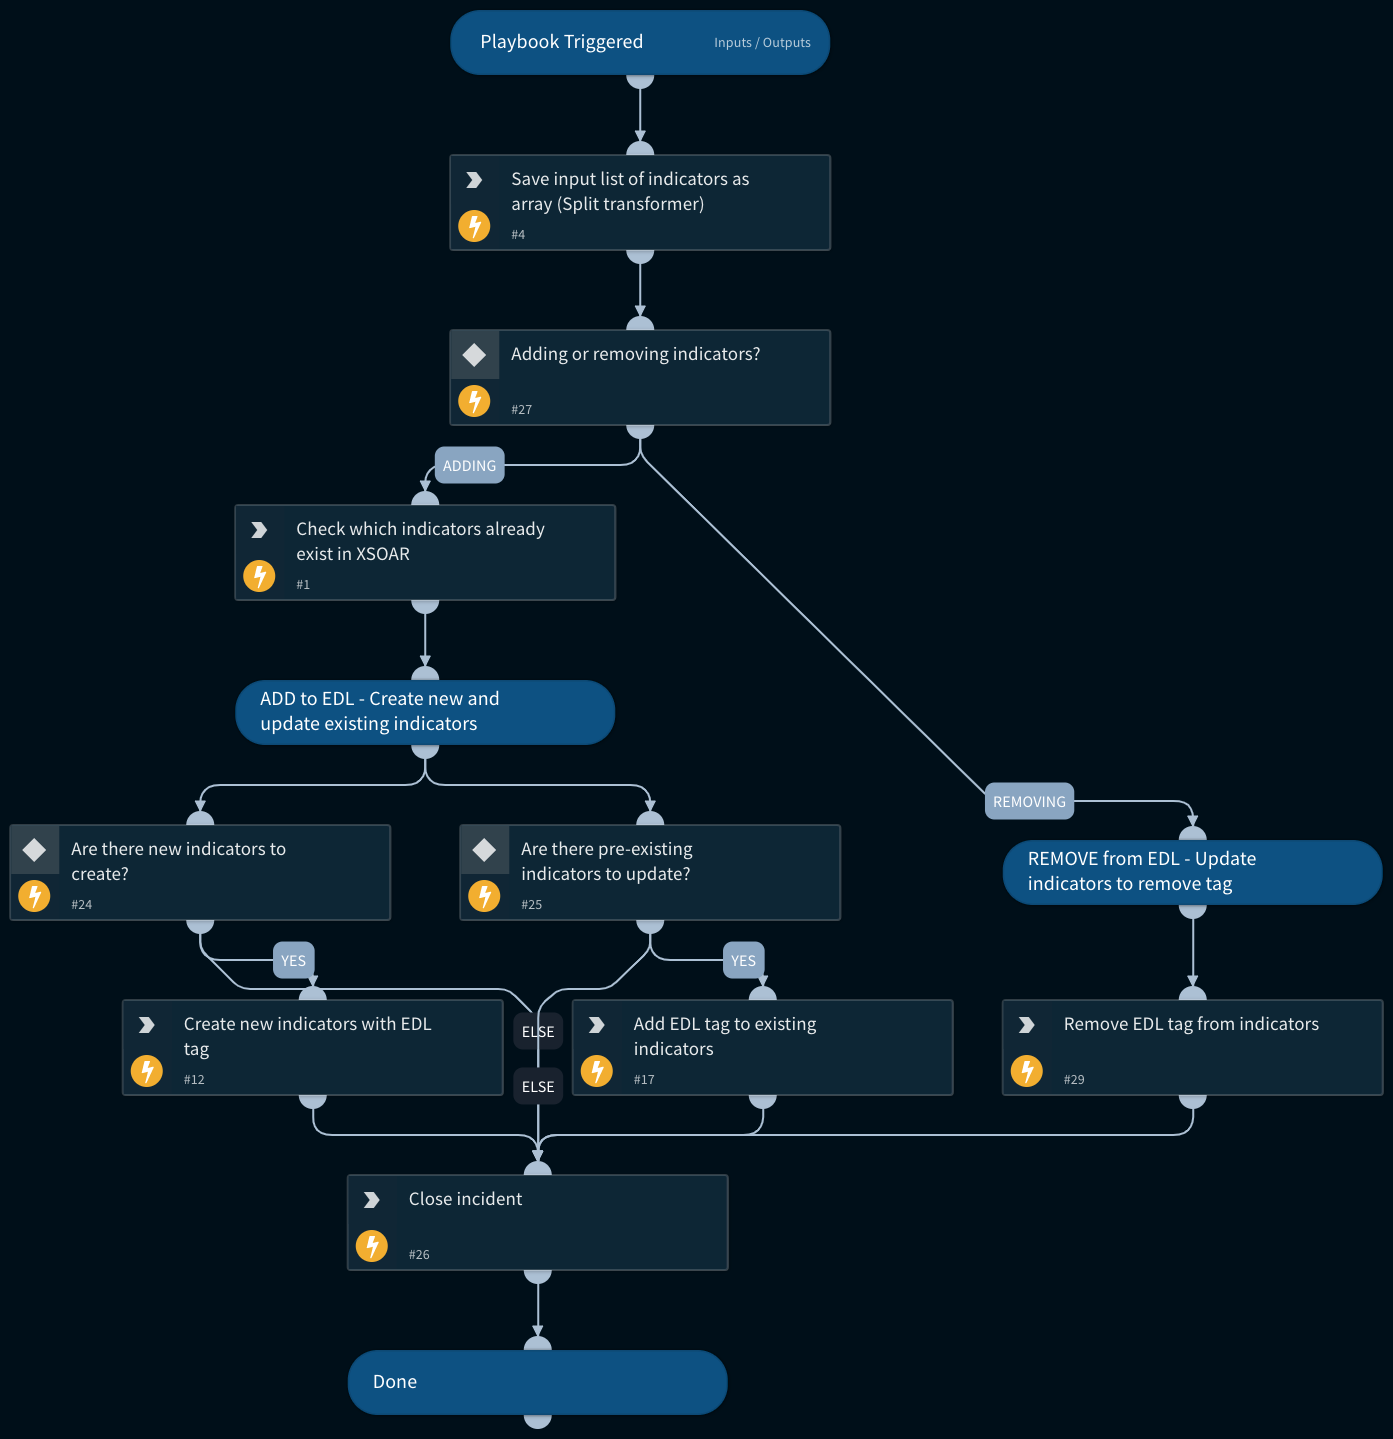 Playbook Triggered
Inputs / Outputs
Save input list of indicators as
array (Split transformer)
#4
Adding or removing indicators?
#27
ADDING
Check which indicators already
exist in XSOAR
#1
ADD to EDL - Create new and
update existing indicators
REMOVING
Are there new indicators to
create?
#24
Are there pre-existing
indicators to update?
#25
REMOVE from EDL - Update
indicators to remove tag
YES
YES
Create new indicators with EDL
tag
#12
ELSE
ELSE
Add EDL tag to existing
indicators
#17
Remove EDL tag from indicators
#29
Close incident
#26
Done